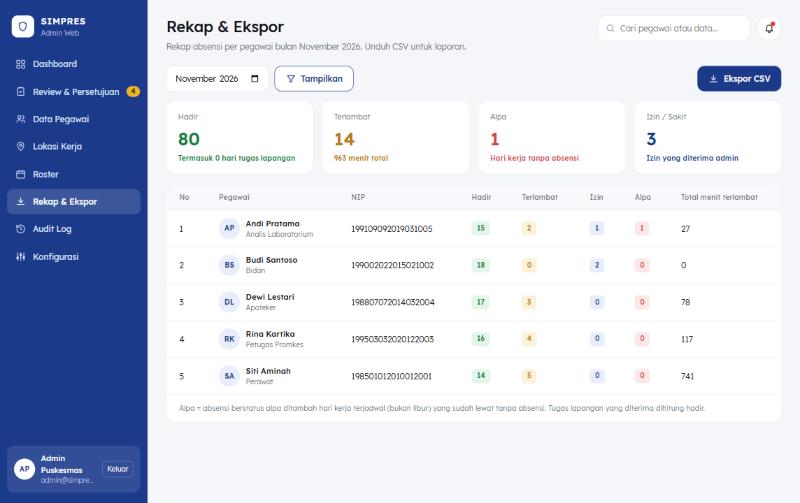 SIMPRES
Admin Web
Dashboard
Review & Persetujuan 4
Data Pegawai
Lokasi Kerja
Roster
Rekap & Ekspor
Audit Log
Konfigurasi
AP
Admin
Puskesmas
admin@simpre...
Keluar
Rekap & Ekspor
Rekap absensi per pegawai bulan November 2026. Unduh CSV untuk laporan.
Cari pegawai atau data...
November 2026
Tampilkan
Ekspor CSV
Hadir
80
Termasuk 0 hari tugas lapangan
Terlambat
14
963 menit total
Alpa
1
Hari kerja tanpa absensi
Izin / Sakit
3
Izin yang diterima admin
No Pegawai NIP Hadir Terlambat Izin Alpa Total menit terlambat
1 AP Andi Pratama 199109092019031005 15 2 1 1 27
Analis Laboratorium
2 BS Budi Santoso 199002022015021002 18 0 2 0 0
Bidan
3 DL Dewi Lestari 198807072014032004 17 3 0 0 78
Apoteker
4 RK Rina Kartika 199503032020122003 16 4 0 0 117
Petugas Promkes
5 SA Siti Aminah 198501012010012001 14 5 0 0 741
Perawat
Alpa = absensi berstatus alpa ditambah hari kerja terjadwal (bukan libur) yang sudah lewat tanpa absensi. Tugas lapangan yang diterima dihitung hadir.